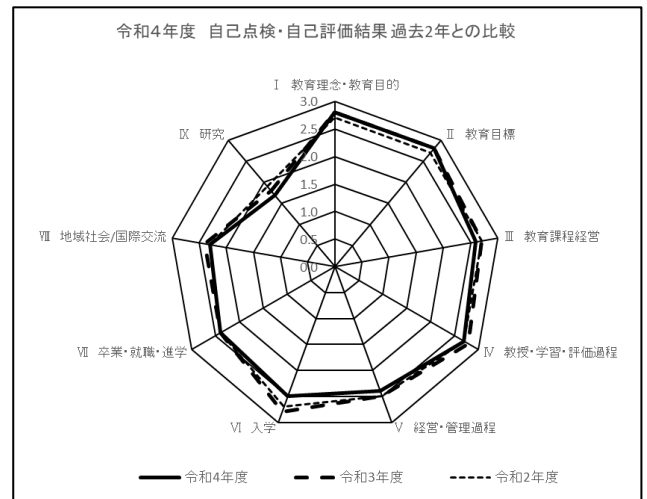 令和4年度 自己点検・自己評価結果 過去2年との比較
Ⅰ 教育理念・教育目的
Ⅱ 教育目標
Ⅲ 教育課程経営
Ⅳ 教授・学習・評価過程
Ⅴ 経営・管理過程
Ⅵ 入学
Ⅶ 卒業・就職・進学
Ⅷ 地域社会/国際交流
Ⅸ 研究
3.0
2.5
2.0
1.5
1.0
0.5
0.0
令和4年度 令和3年度 令和2年度